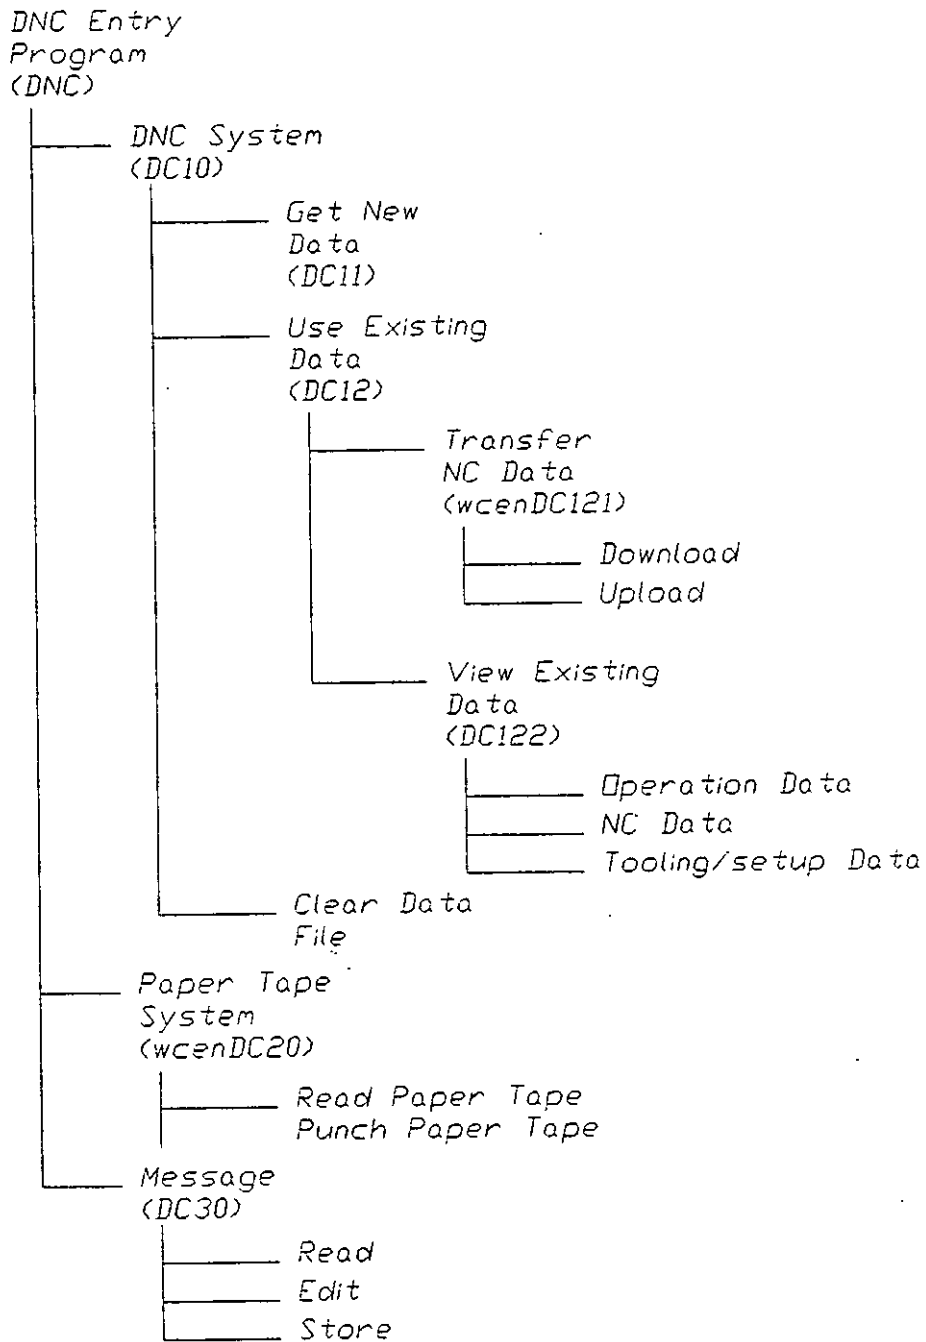 DNC Entry
Program
(DNC)
DNC System
(DC10)
Get New
Data
(DC11)
Use Existing
Data
(DC12)
Transfer
NC Data
(wcenDC121)
Download
Upload
View Existing
Data
(DC122)
Operation Data
NC Data
Tooling/setup Data
Clear Data
File
Paper Tape
System
(wcenDC20)
Read Paper Tape
Punch Paper Tape
Message
(DC30)
Read
Edit
Store